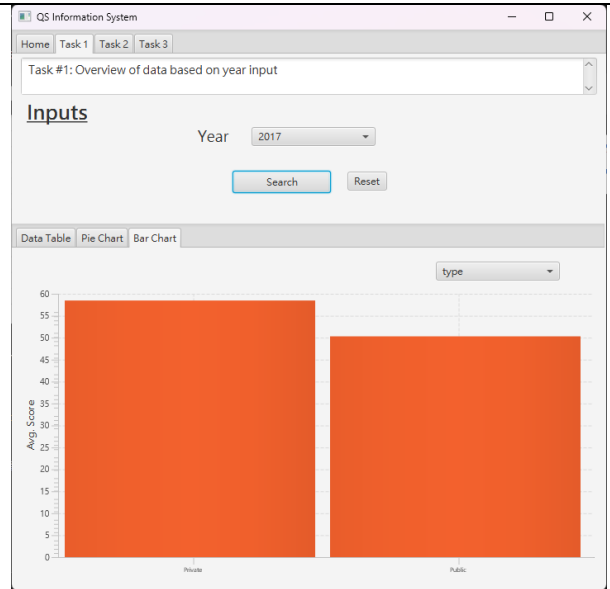 QS Information System
Home Task 1 Task 2 Task 3
Task #1: Overview of data based on year input
Inputs
Year 2017
Search Reset
Data Table Pie Chart Bar Chart
type
60
55
50
45
40
35
30
25
20
15
10
5
0
Avg. Score
Private Public